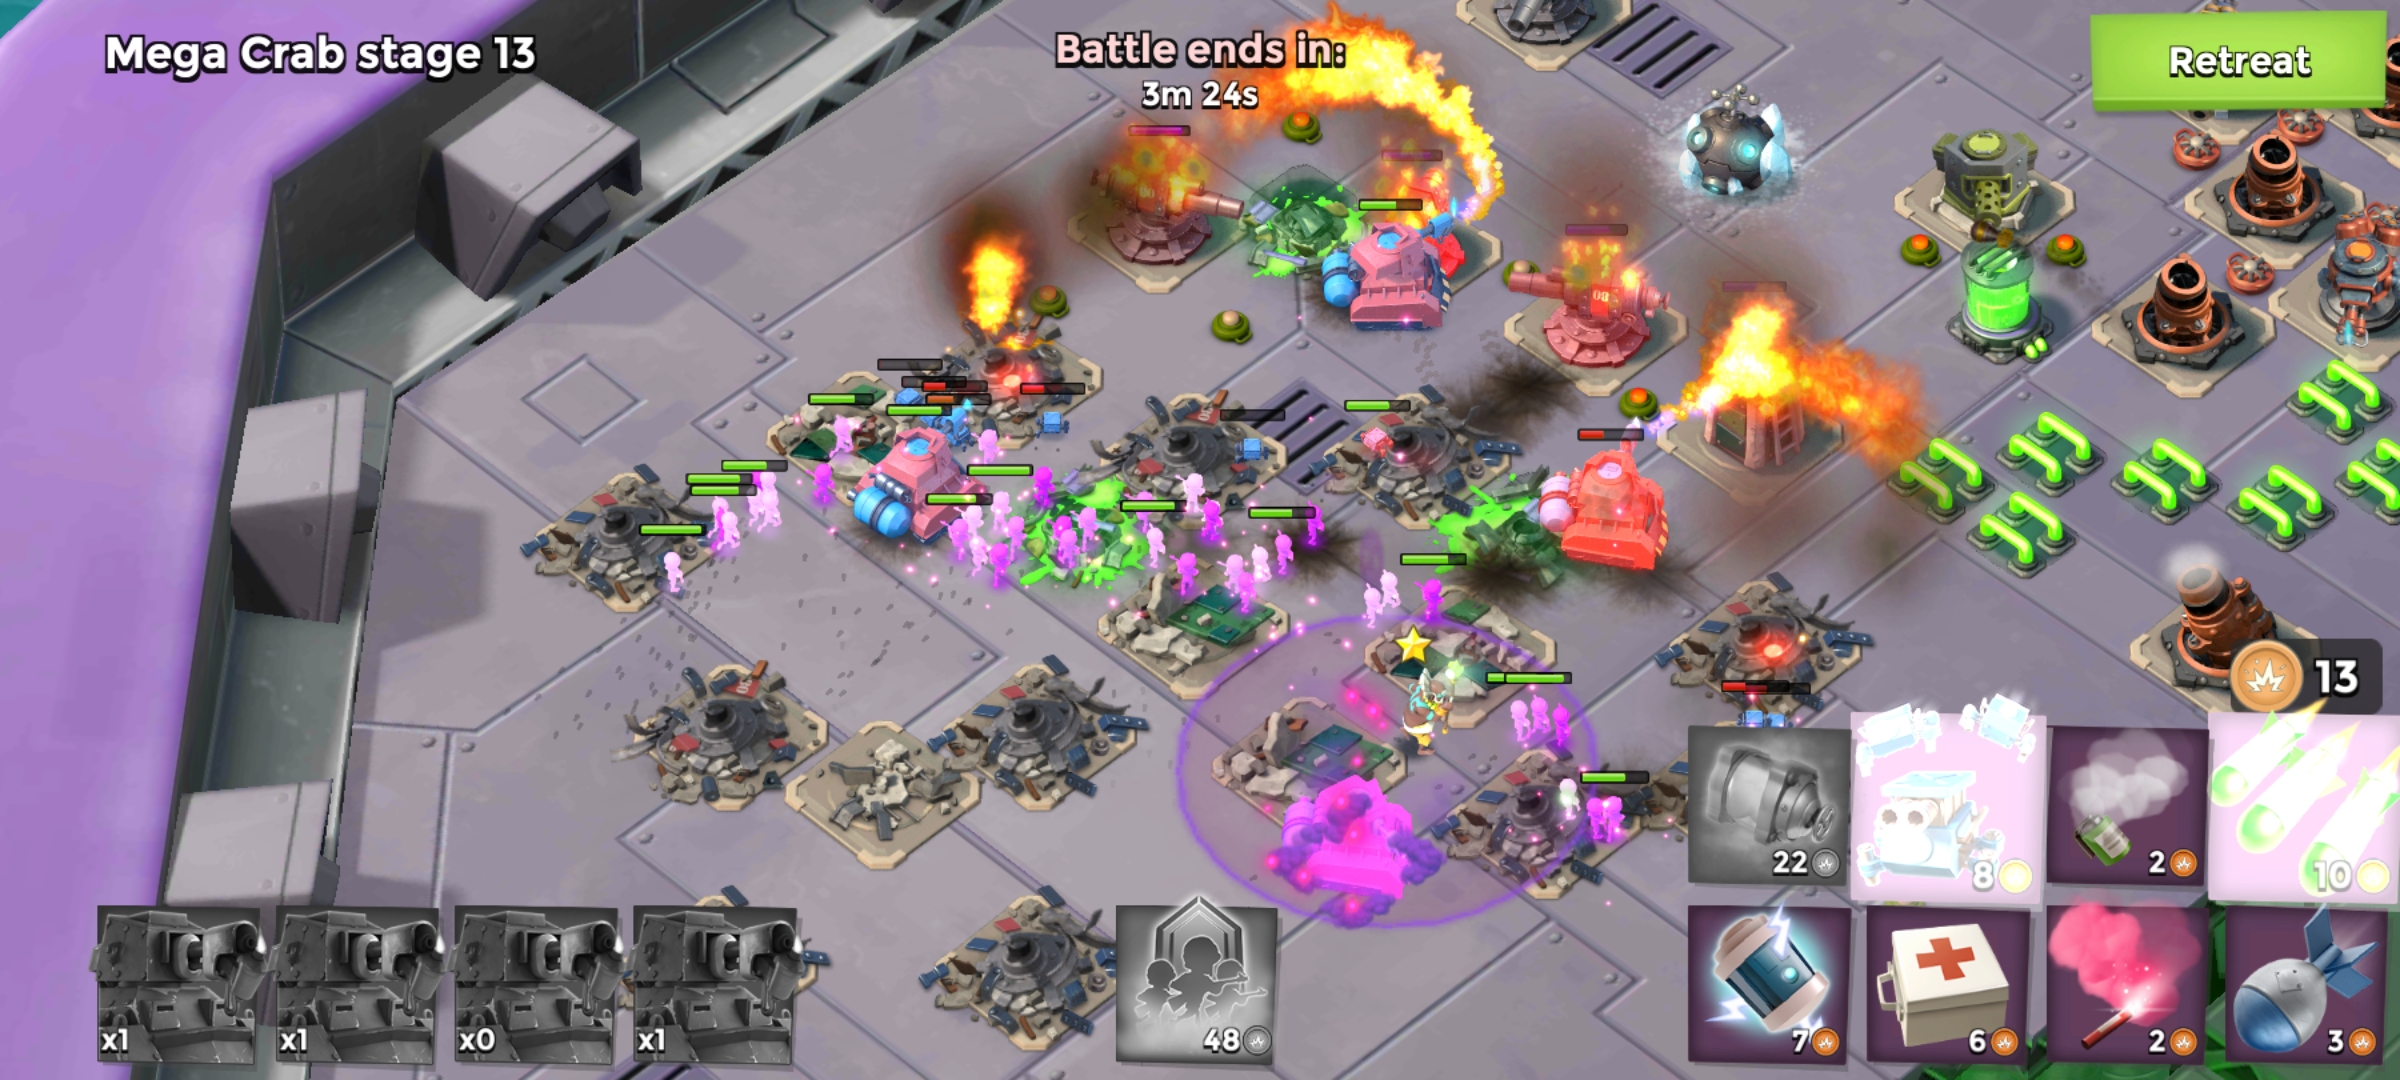 Mega Crab stage 13
Battle ends in:
3m 24s
Retreat
13
22
8
2
10
x1
x1
x0
x1
48
7
6
2
3